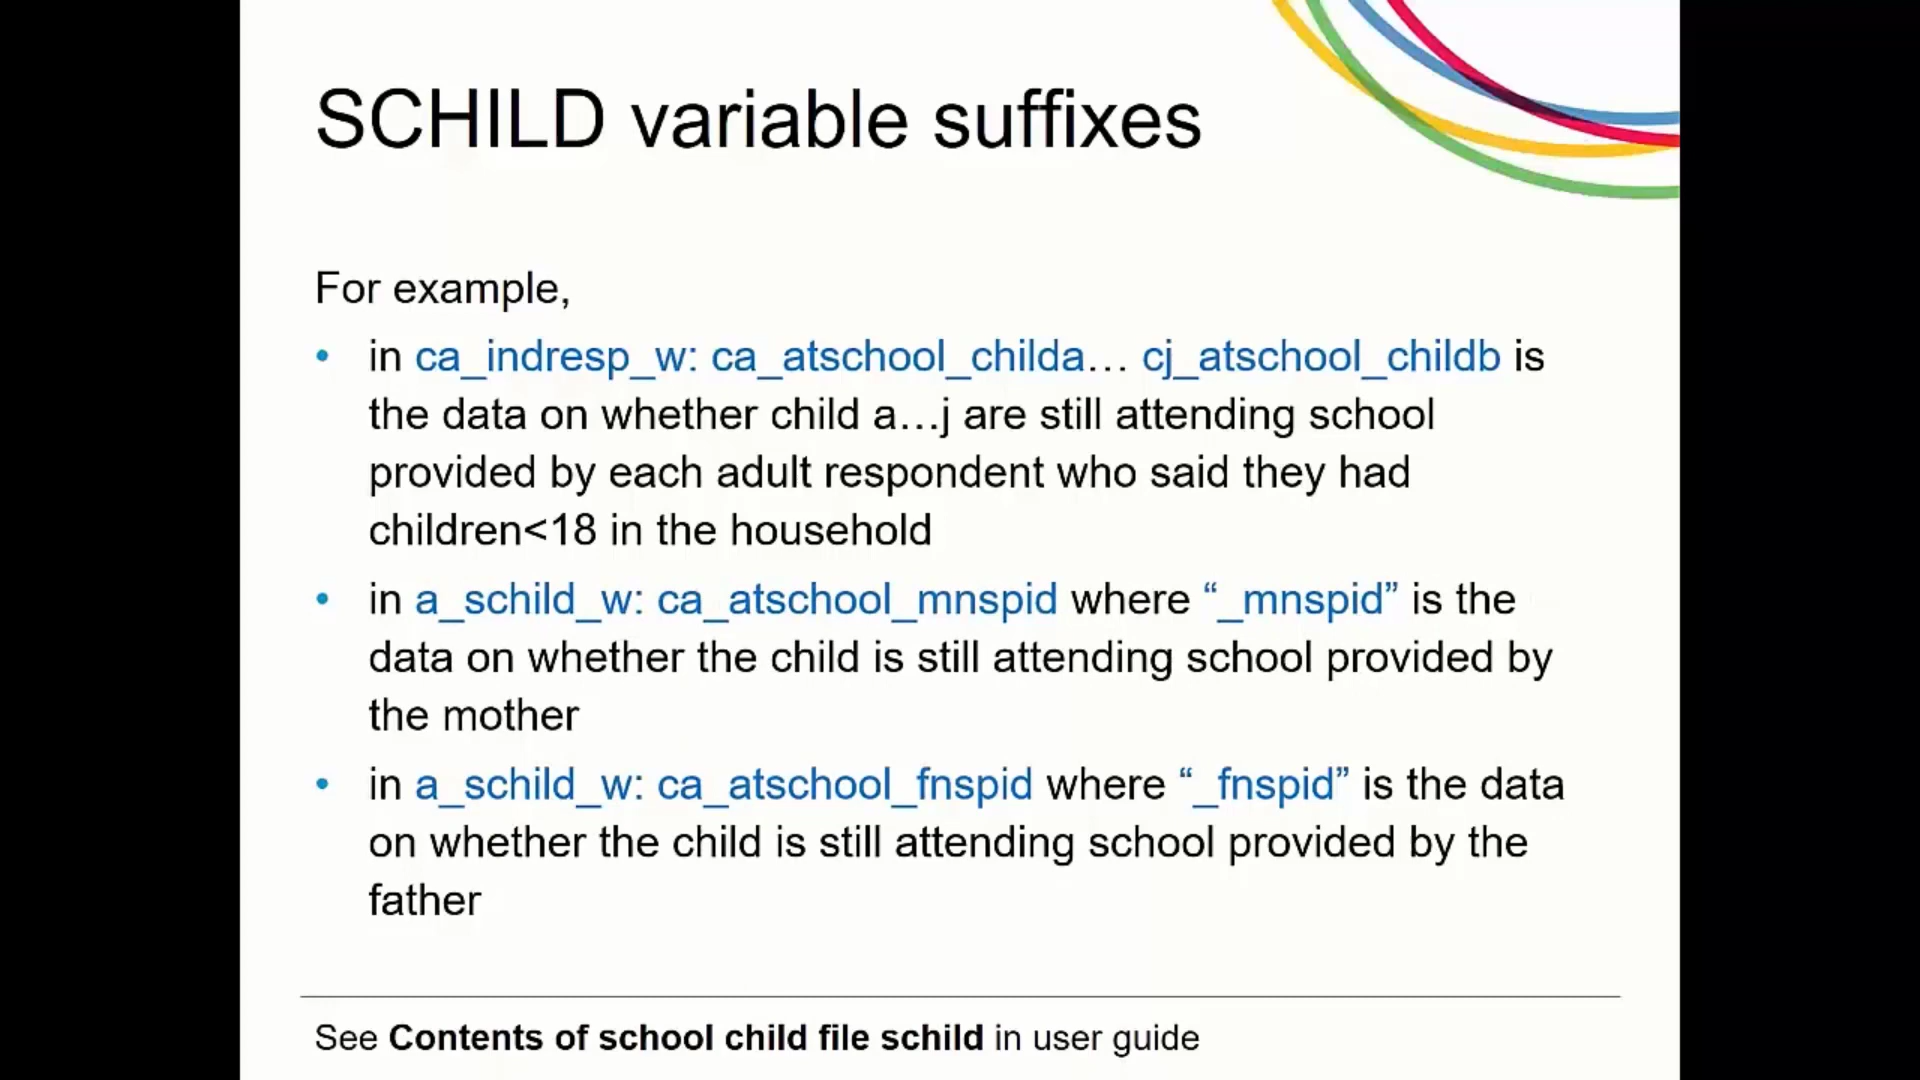 SCHILD variable suffixes
For example,
• in ca_indresp_w: ca_atschool_childa… cj_atschool_childb is
the data on whether child a…j are still attending school
provided by each adult respondent who said they had
children<18 in the household
• in a_schild_w: ca_atschool_mnspid where “_mnspid” is the
data on whether the child is still attending school provided by
the mother
• in a_schild_w: ca_atschool_fnspid where “_fnspid” is the data
on whether the child is still attending school provided by the
father
See Contents of school child file schild in user guide